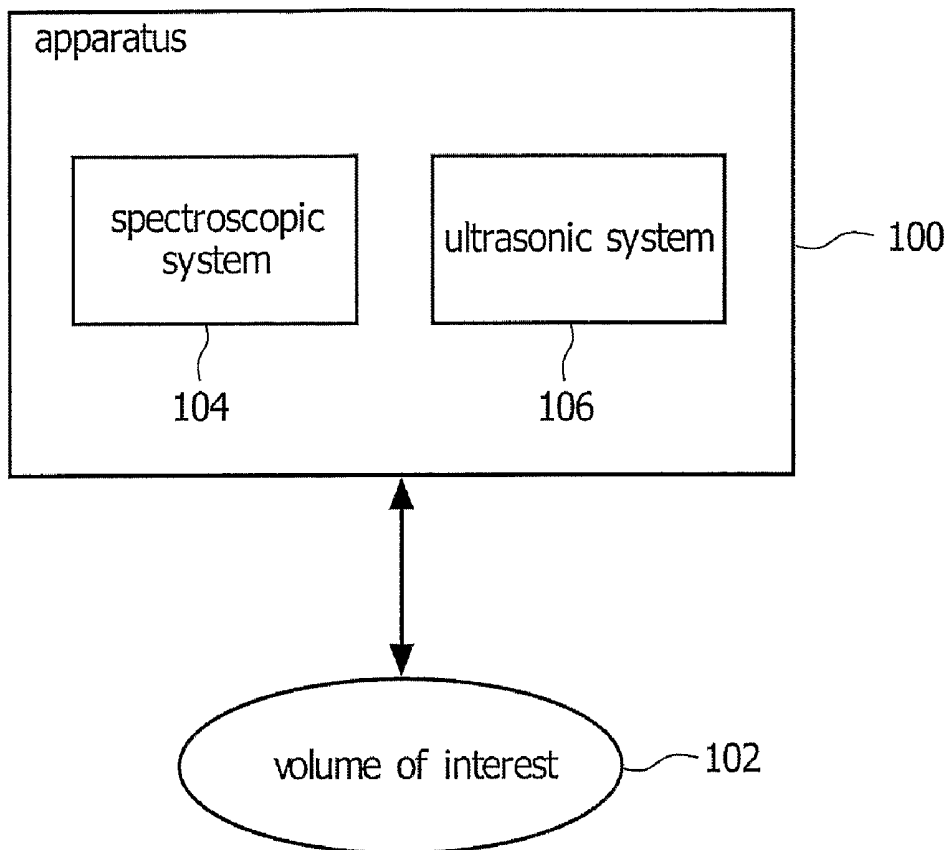 apparatus
spectroscopic
system
ultrasonic system
100
104
106
volume of interest
102